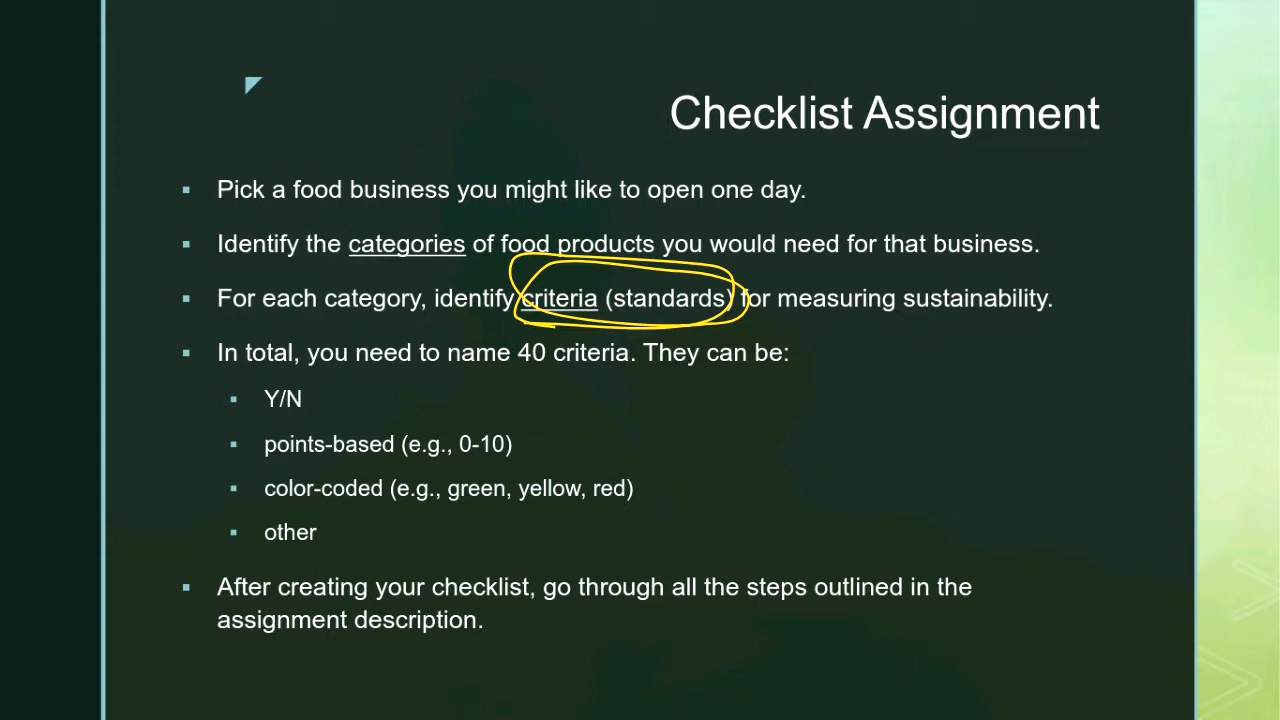 Checklist Assignment
Pick a food business you might like to open one day.
Identify the categories of food products you would need for that business.
For each category, identify criteria (standards) for measuring sustainability.
In total, you need to name 40 criteria. They can be:
Y/N
points-based (e.g., 0-10)
color-coded (e.g., green, yellow, red)
other
After creating your checklist, go through all the steps outlined in the
assignment description.